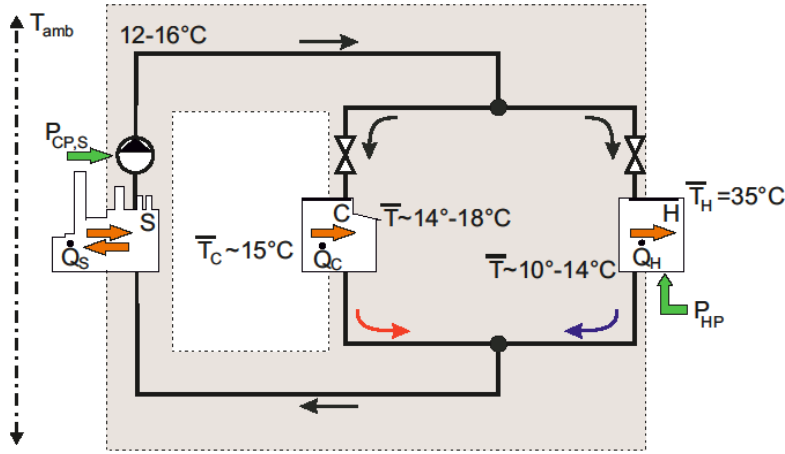 T_amb
12-16°C
P_CP,S
S
Q̇_S
T̅_C~15°C
C
Q̇_C
T̅~14°-18°C
T̅~10°-14°C
H
Q̇_H
T̅_H =35°C
P_HP